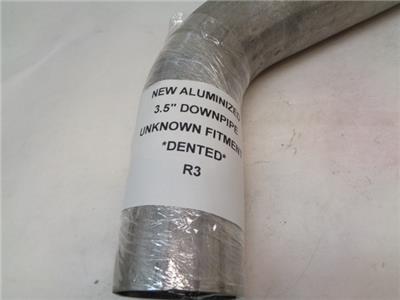 NEW ALUMINIZED
3.5" DOWNPIPE
UNKNOWN FITMENT
*DENTED*
R3